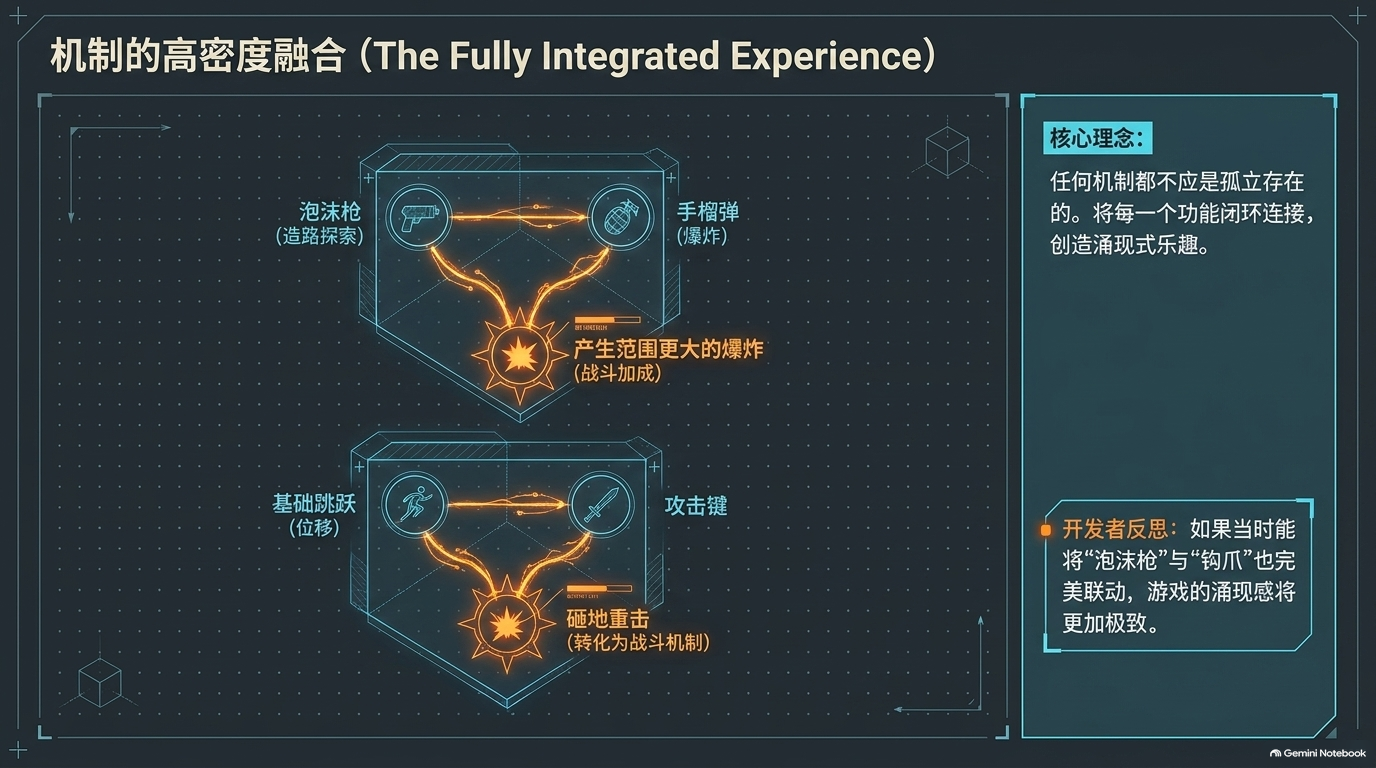 机制的高密度融合（The Fully Integrated Experience）
泡沫枪
(造路探索)
手榴弹
(爆炸)
产生范围更大的爆炸
(战斗加成)
基础跳跃
(位移)
攻击键
砸地重击
(转化为战斗机制)
核心理念：
任何机制都不应是孤立存在
的。将每一个功能闭环连接，
创造涌现式乐趣。
开发者反思：如果当时能
将“泡沫枪”与“钩爪”也完
美联动，游戏的涌现感将
更加极致。
Gemini Notebook